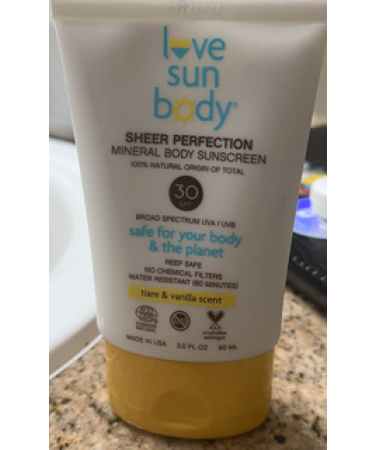 love
sun
body™
SHEER PERFECTION
MINERAL BODY SUNSCREEN
100% NATURAL ORIGIN OF TOTAL
30
SPF
BROAD SPECTRUM UVA / UVB
safe for your body
& the planet
REEF SAFE
NO CHEMICAL FILTERS
WATER RESISTANT (80 MINUTES)
tiare & vanilla scent
MADE IN USA 3.0 FL OZ 90 ML